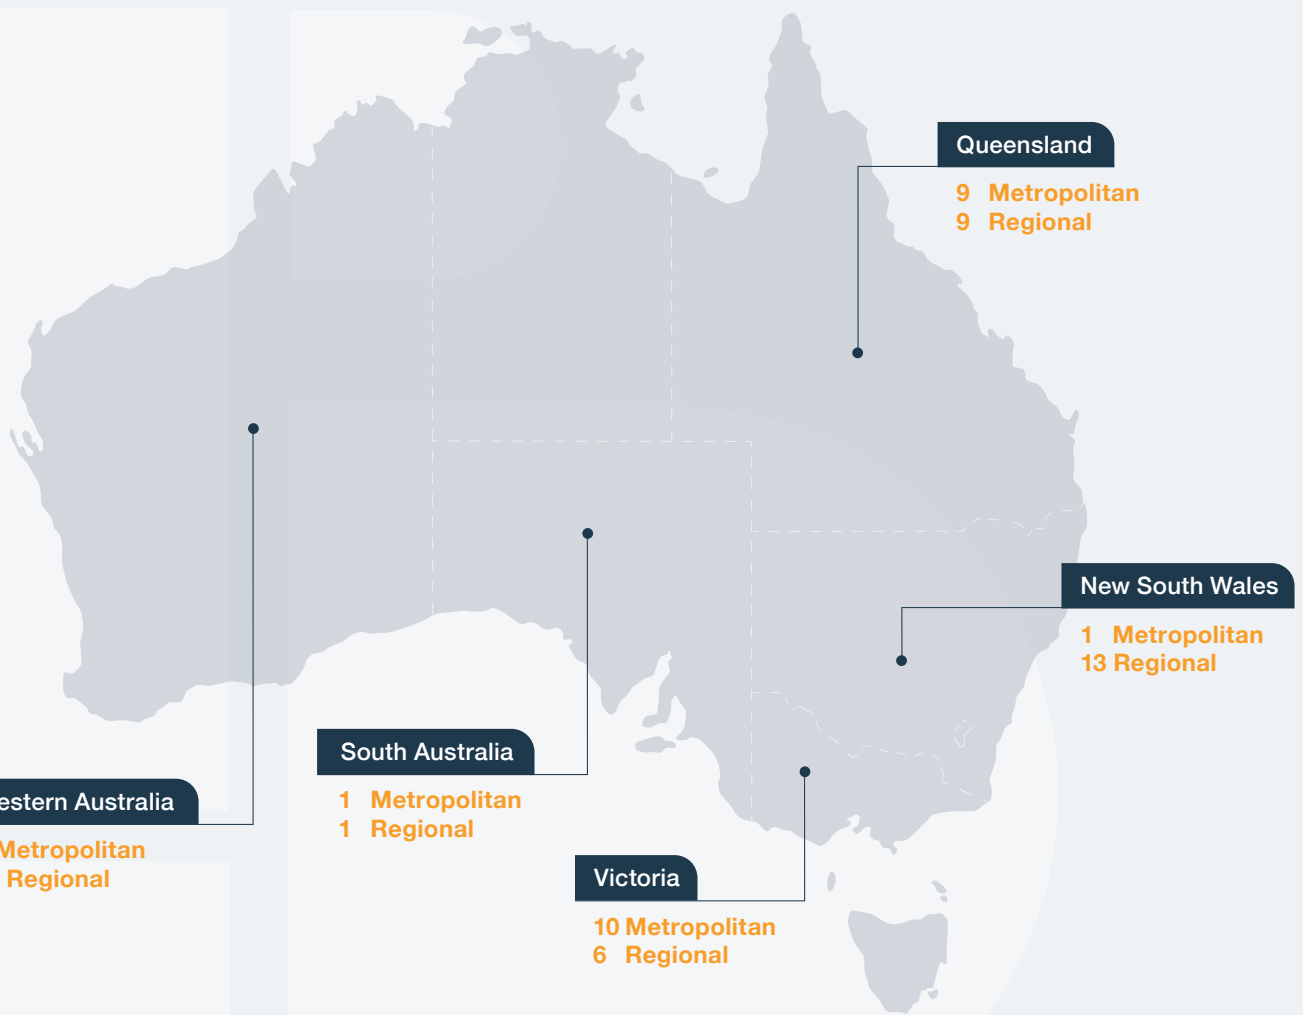 Queensland
9 Metropolitan
9 Regional
New South Wales
1 Metropolitan
13 Regional
South Australia
1 Metropolitan
1 Regional
estern Australia
Metropolitan
Regional
Victoria
10 Metropolitan
6 Regional